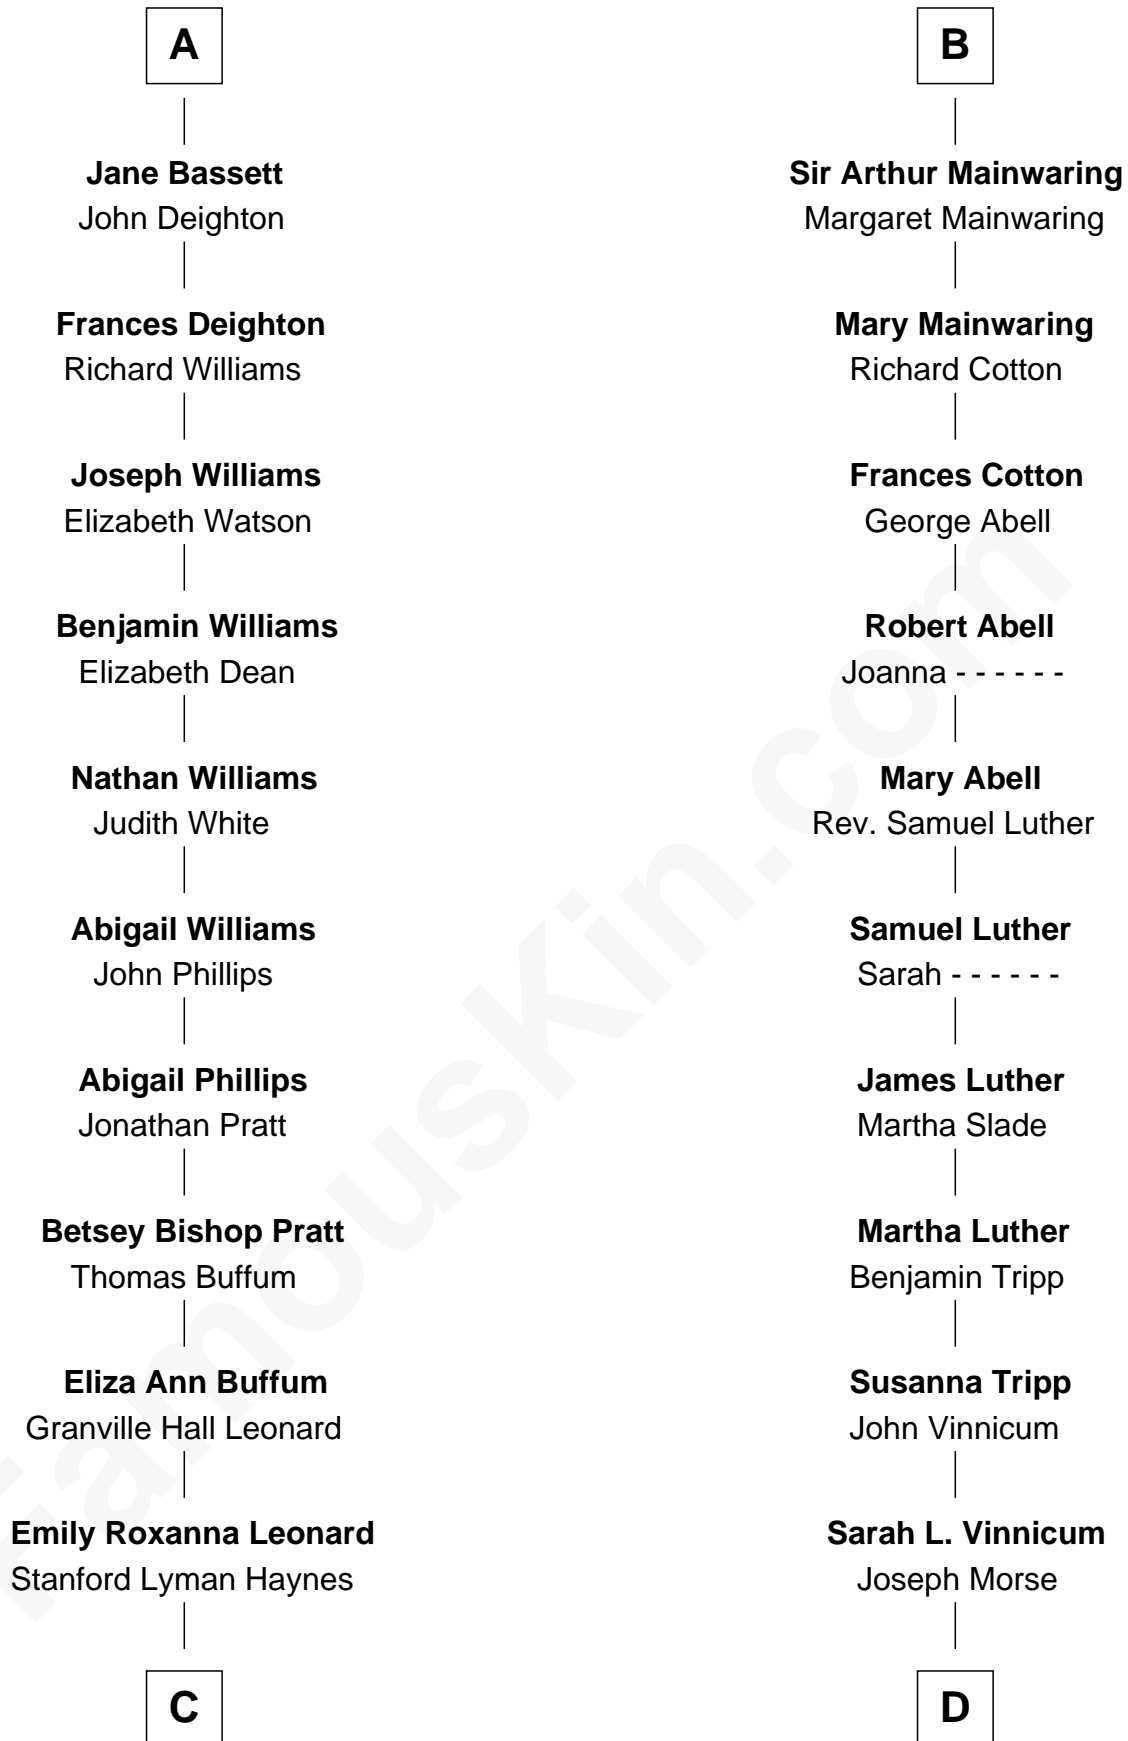 A
Jane Bassett
John Deighton
Frances Deighton
Richard Williams
Joseph Williams
Elizabeth Watson
Benjamin Williams
Elizabeth Dean
Nathan Williams
Judith White
Abigail Williams
John Phillips
Abigail Phillips
Jonathan Pratt
Betsey Bishop Pratt
Thomas Buffum
Eliza Ann Buffum
Granville Hall Leonard
Emily Roxanna Leonard
Stanford Lyman Haynes
C
B
Sir Arthur Mainwaring
Margaret Mainwaring
Mary Mainwaring
Richard Cotton
Frances Cotton
George Abell
Robert Abell
Joanna - - - - - -
Mary Abell
Rev. Samuel Luther
Samuel Luther
Sarah - - - - - -
James Luther
Martha Slade
Martha Luther
Benjamin Tripp
Susanna Tripp
John Vinnicum
Sarah L. Vinnicum
Joseph Morse
D
FamousKin.com